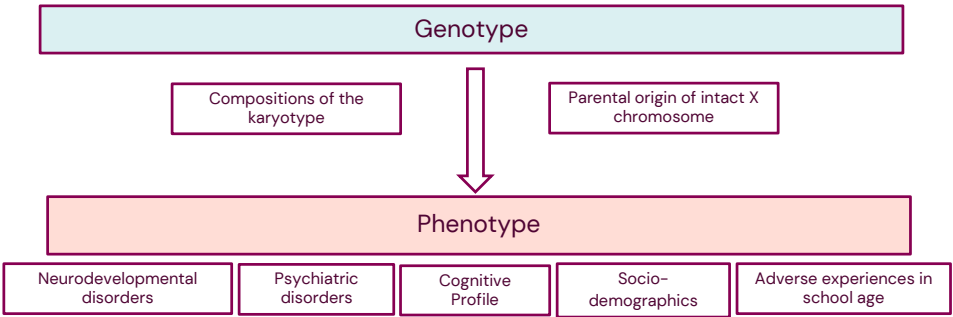 Genotype
Compositions of the
karyotype
Parental origin of intact X
chromosome
Phenotype
Neurodevelopmental
disorders
Psychiatric
disorders
Cognitive
Profile
Socio-
demographics
Adverse experiences in
school age